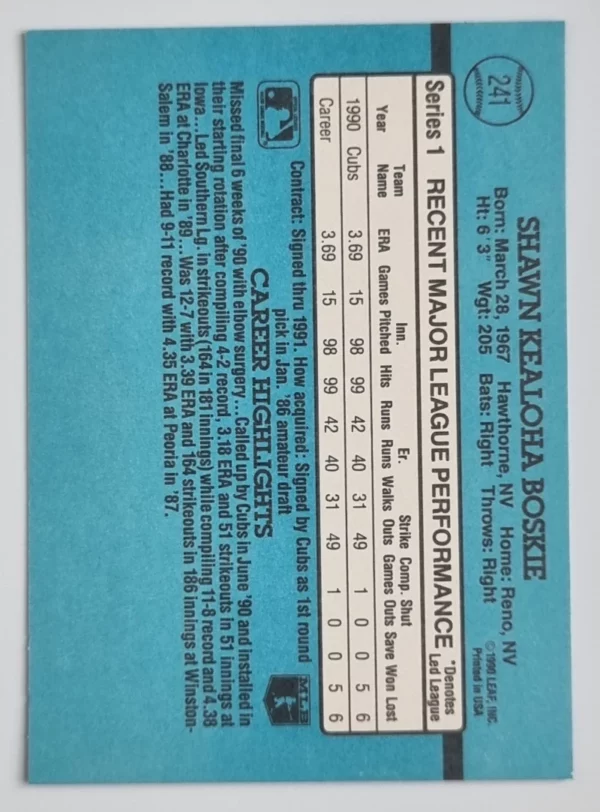 241
SHAWN KEALOHA BOSKIE
Born: March 28, 1967 Hawthorne, NV Home: Reno, NV
Ht: 6'3" Wgt: 205 Bats: Right Throws: Right
© 1990 LEAF, INC.
Printed in USA
Series 1 RECENT MAJOR LEAGUE PERFORMANCE *Denotes Led League
Team Inn. Er. Strike Comp. Shut
Year Name ERA Games Pitched Hits Runs Runs Walks Outs Games Outs Save Won Lost
1990 Cubs 3.69 15 98 99 42 40 31 49 1 0 0 5 6
Career 3.69 15 98 99 42 40 31 49 1 0 0 5 6
Contract: Signed thru 1991. How acquired: Signed by Cubs as 1st round
pick in Jan. '86 amateur draft
MLB
CAREER HIGHLIGHTS
Missed final 6 weeks of '90 with elbow surgery...Called up by Cubs in June '90 and installed in
their starting rotation after compiling 4-2 record, 3.18 ERA and 51 strikeouts in 51 innings at
Iowa...Led Southern Lg. in strikeouts (164 in 181 innings) while compiling 11-8 record and 4.38
ERA at Charlotte in '89...Was 12-7 with 3.39 ERA and 164 strikeouts in 186 innings at Winston-
Salem in '88...Had 9-11 record with 4.35 ERA at Peoria in '87.